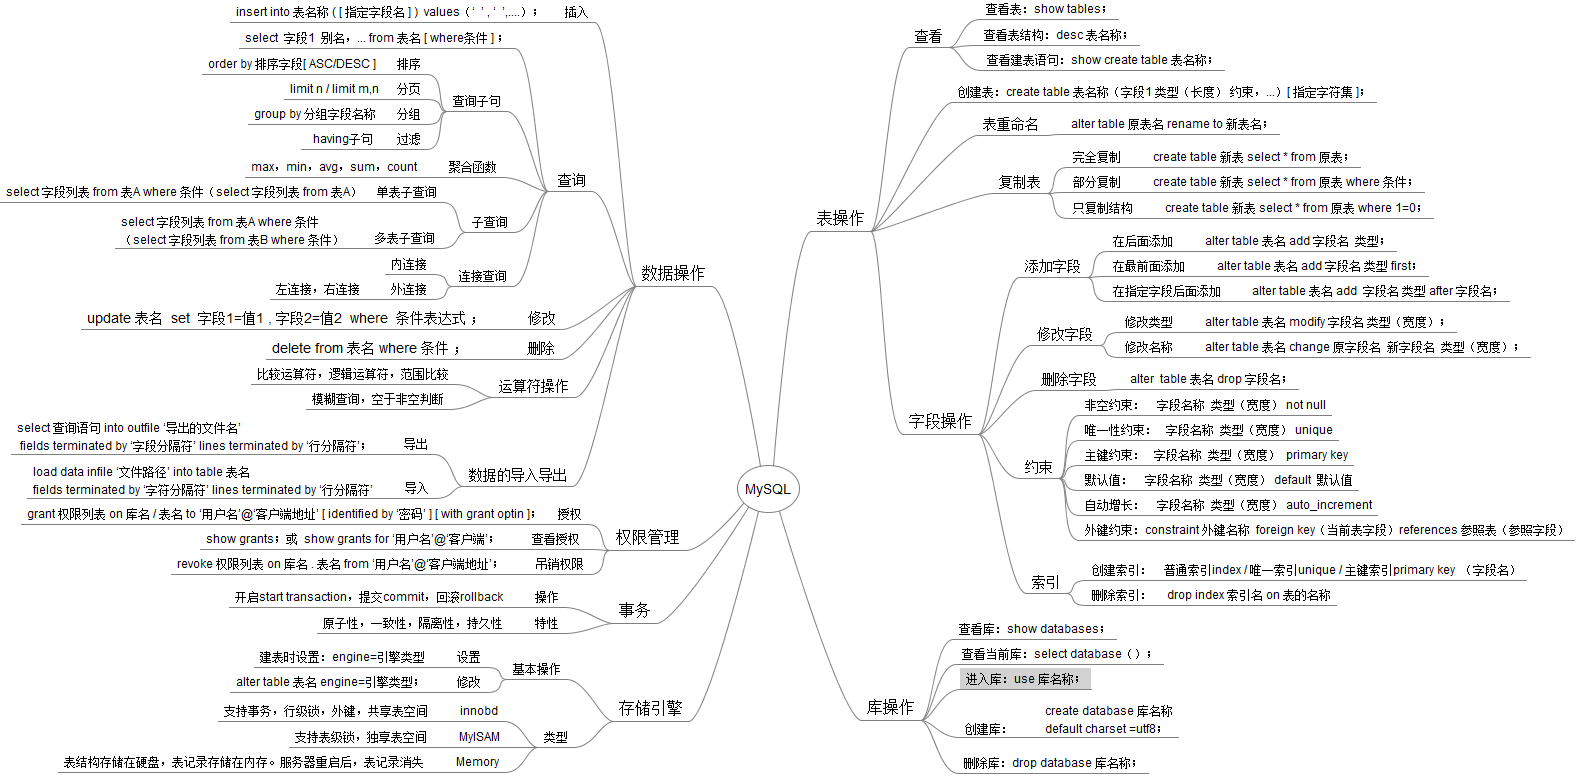 MySQL
表操作
查看
查看表：show tables；
查看表结构：desc 表名称；
查看建表语句：show create table 表名称；
创建表：create table 表名称（字段1 类型（长度） 约束，...）[ 指定字符集 ]；
表重命名 alter table 原表名 rename to 新表名；
复制表
完全复制 create table 新表 select * from 原表；
部分复制 create table 新表 select * from 原表 where 条件；
只复制结构 create table 新表 select * from 原表 where 1=0；
字段操作
添加字段
在后面添加 alter table 表名 add 字段名 类型；
在最前面添加 alter table 表名 add 字段名 类型 first；
在指定字段后面添加 alter table 表名 add 字段名 类型 after 字段名；
修改字段
修改类型 alter table 表名 modify 字段名 类型（宽度）；
修改名称 alter table 表名 change 原字段名 新字段名 类型（宽度）；
删除字段 alter table 表名 drop 字段名；
约束
非空约束： 字段名称 类型（宽度） not null
唯一性约束： 字段名称 类型（宽度） unique
主键约束： 字段名称 类型（宽度） primary key
默认值： 字段名称 类型（宽度） default 默认值
自动增长： 字段名称 类型（宽度） auto_increment
外键约束：constraint 外键名称 foreign key（当前表字段）references 参照表（参照字段）
索引
创建索引： 普通索引index / 唯一索引unique / 主键索引primary key （字段名）
删除索引： drop index 索引名 on 表的名称
库操作
查看库：show databases；
查看当前库：select database（）；
进入库：use 库名称；
创建库：
create database 库名称
default charset =utf8；
删除库：drop database 库名称；
数据操作
insert into 表名称 ( [ 指定字段名 ] ) values（‘ ’ , ‘ ’,....）； 插入
查询
select 字段1 别名，... from 表名 [ where条件 ] ；
查询子句
order by 排序字段[ ASC/DESC ] 排序
limit n / limit m,n 分页
group by 分组字段名称 分组
having子句 过滤
max，min，avg，sum，count 聚合函数
子查询
select 字段列表 from 表A where 条件（ select 字段列表 from 表A） 单表子查询
select 字段列表 from 表A where 条件
（ select 字段列表 from 表B where 条件） 多表子查询
连接查询
内连接
左连接，右连接 外连接
update 表名 set 字段1=值1 , 字段2=值2 where 条件表达式 ； 修改
delete from 表名 where 条件 ； 删除
运算符操作
比较运算符，逻辑运算符，范围比较
模糊查询，空于非空判断
数据的导入导出
select 查询语句 into outfile ‘导出的文件名’
fields terminated by ‘字段分隔符’ lines terminated by ‘行分隔符’； 导出
load data infile ‘文件路径’ into table 表名
fields terminated by ‘字符分隔符’ lines terminated by ‘行分隔符’ 导入
权限管理
grant 权限列表 on 库名 / 表名 to ‘用户名’@‘客户端地址’ [ identified by ‘密码’ ] [ with grant optin ]； 授权
show grants；或 show grants for ‘用户名’@‘客户端’； 查看授权
revoke 权限列表 on 库名 . 表名 from ‘用户名’@‘客户端地址’； 吊销权限
事务
开启start transaction，提交commit，回滚rollback 操作
原子性，一致性，隔离性，持久性 特性
存储引擎
基本操作
建表时设置：engine=引擎类型 设置
alter table 表名 engine=引擎类型； 修改
类型
支持事务，行级锁，外键，共享表空间 innobd
支持表级锁，独享表空间 MyISAM
表结构存储在硬盘，表记录存储在内存。服务器重启后，表记录消失 Memory